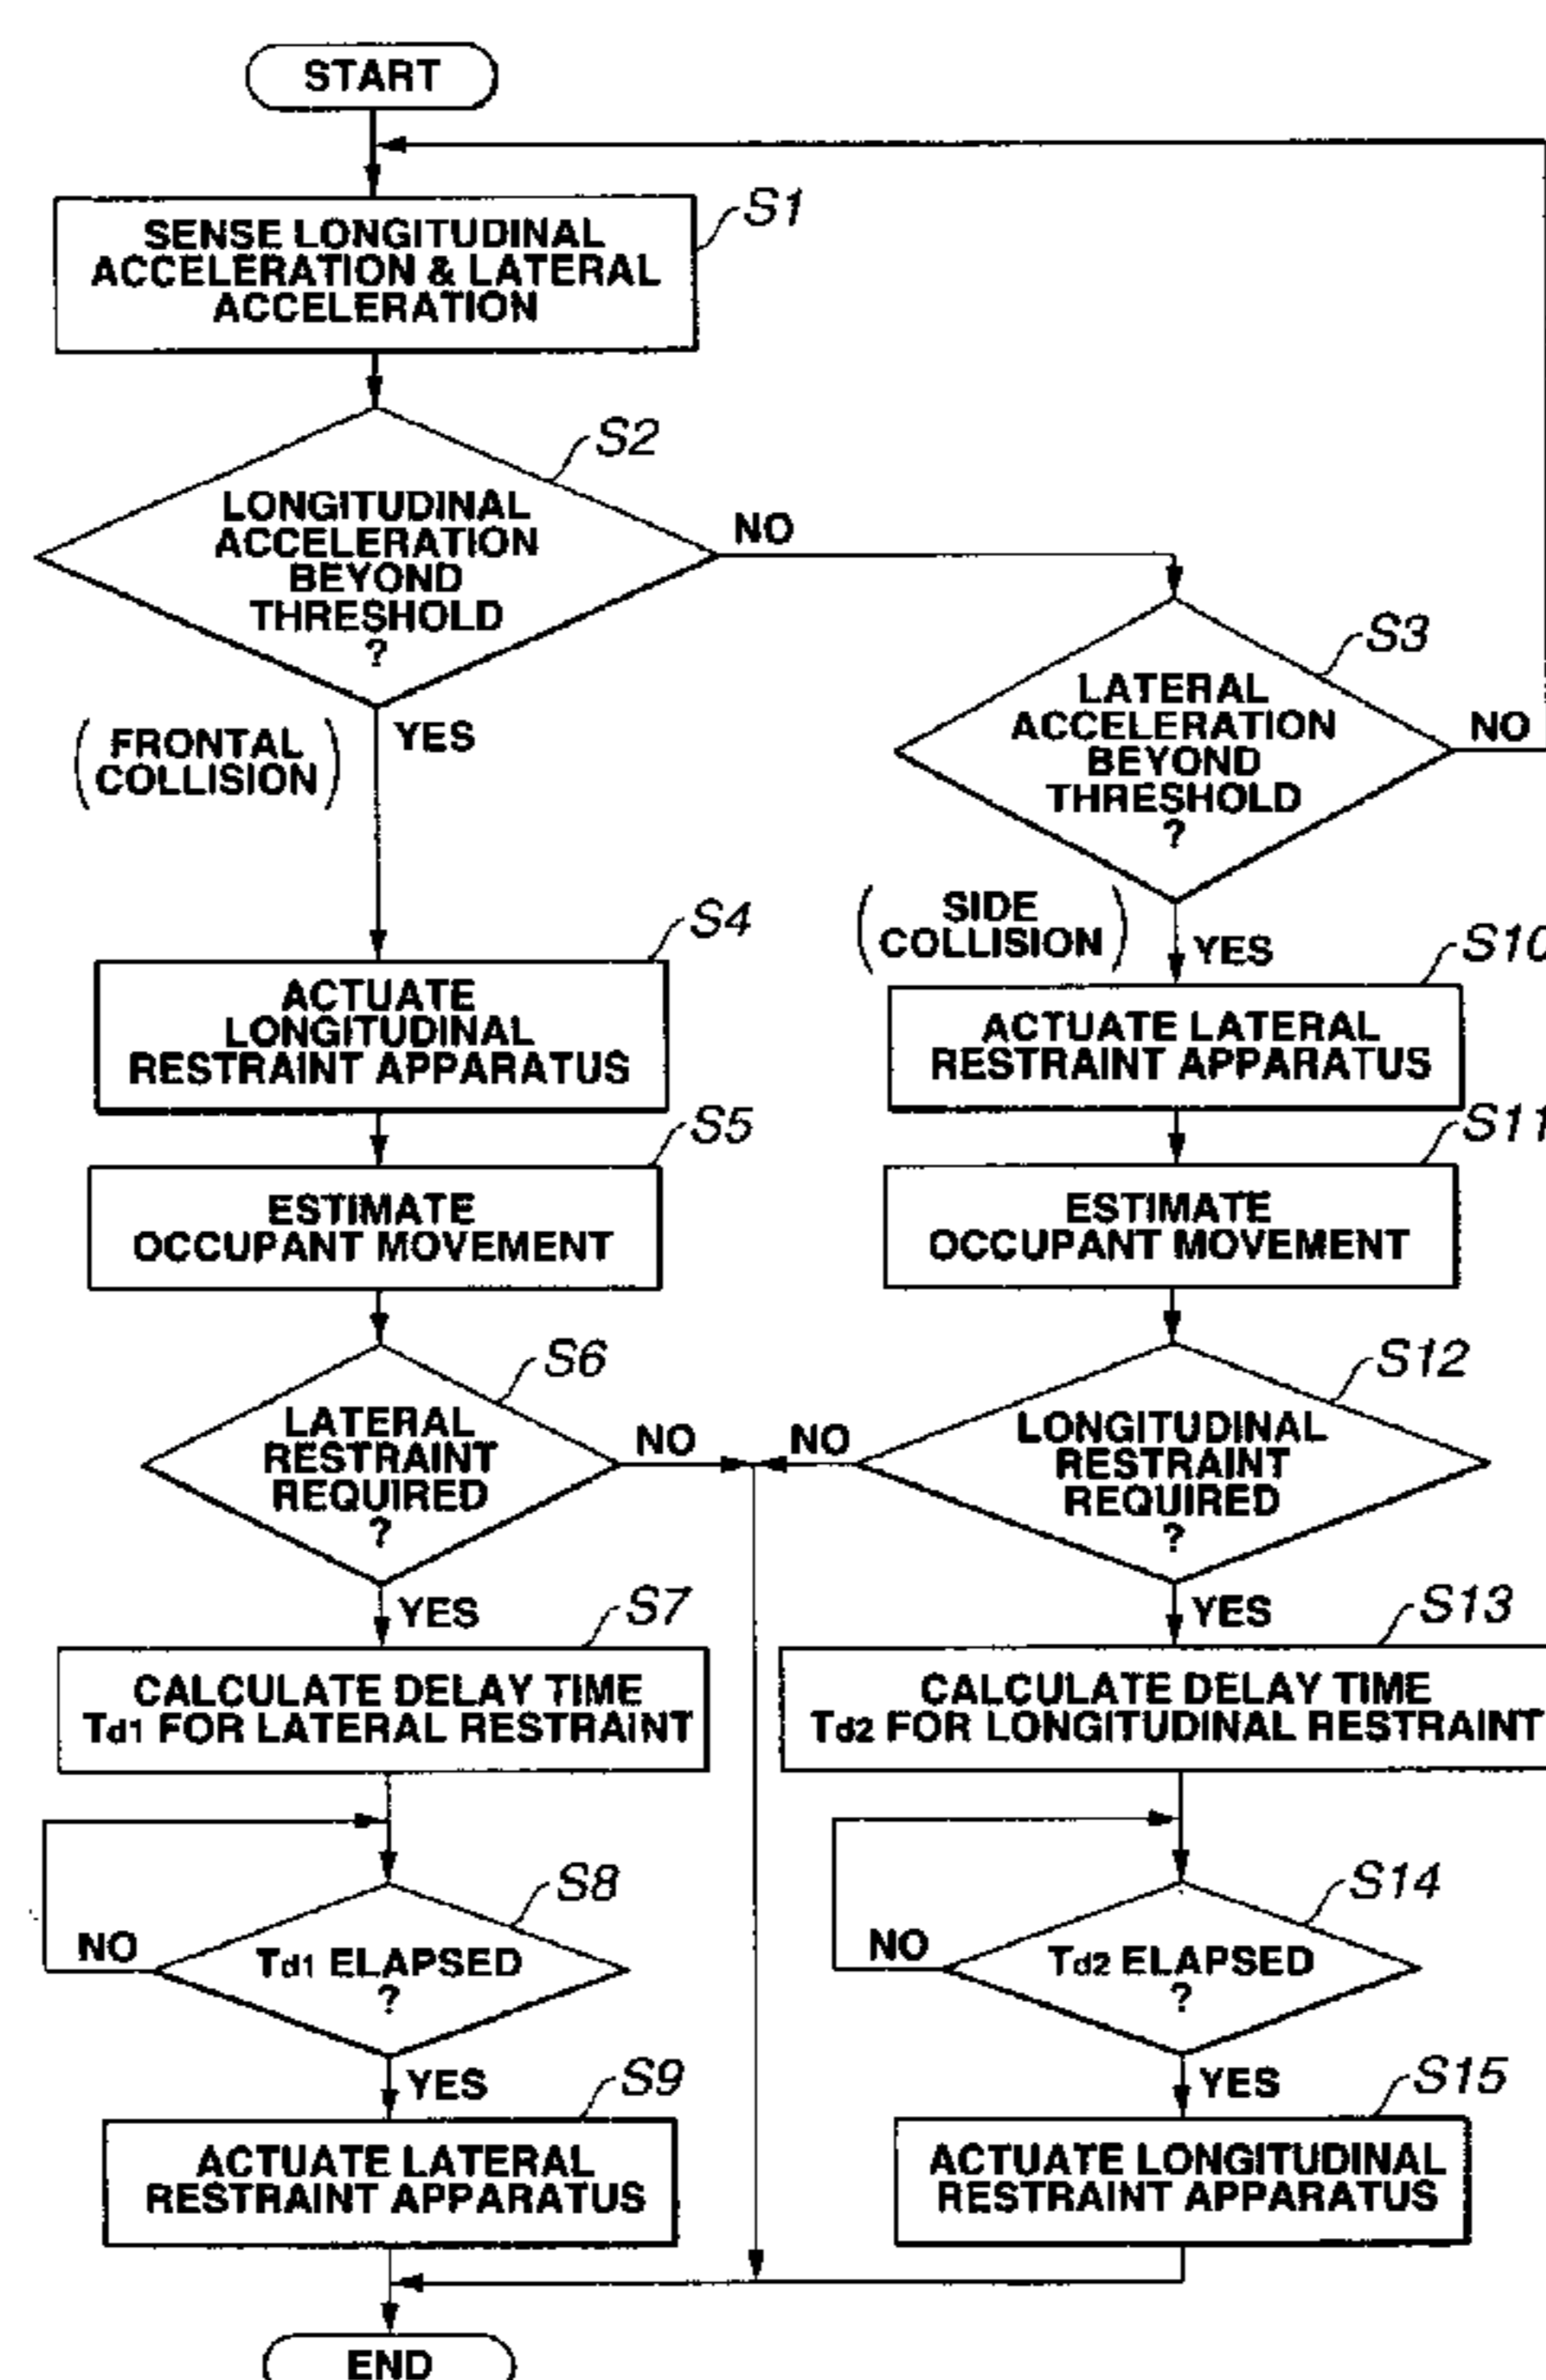 START
S1
SENSE LONGITUDINAL
ACCELERATION & LATERAL
ACCELERATION
S2
LONGITUDINAL
ACCELERATION
BEYOND
THRESHOLD
?
NO
S3
LATERAL
ACCELERATION
BEYOND
THRESHOLD
?
NO
(FRONTAL
COLLISION)
YES
(SIDE
COLLISION)
YES
S4
ACTUATE
LONGITUDINAL
RESTRAINT APPARATUS
S10
ACTUATE LATERAL
RESTRAINT APPARATUS
S5
ESTIMATE
OCCUPANT MOVEMENT
S11
ESTIMATE
OCCUPANT MOVEMENT
S6
LATERAL
RESTRAINT
REQUIRED
?
NO
NO
S12
LONGITUDINAL
RESTRAINT
REQUIRED
?
YES
S7
CALCULATE DELAY TIME
Td1 FOR LATERAL RESTRAINT
YES
S13
CALCULATE DELAY TIME
Td2 FOR LONGITUDINAL RESTRAINT
S8
NO
Td1 ELAPSED
?
S14
NO
Td2 ELAPSED
?
YES
S9
ACTUATE LATERAL
RESTRAINT APPARATUS
YES
S15
ACTUATE LONGITUDINAL
RESTRAINT APPARATUS
END